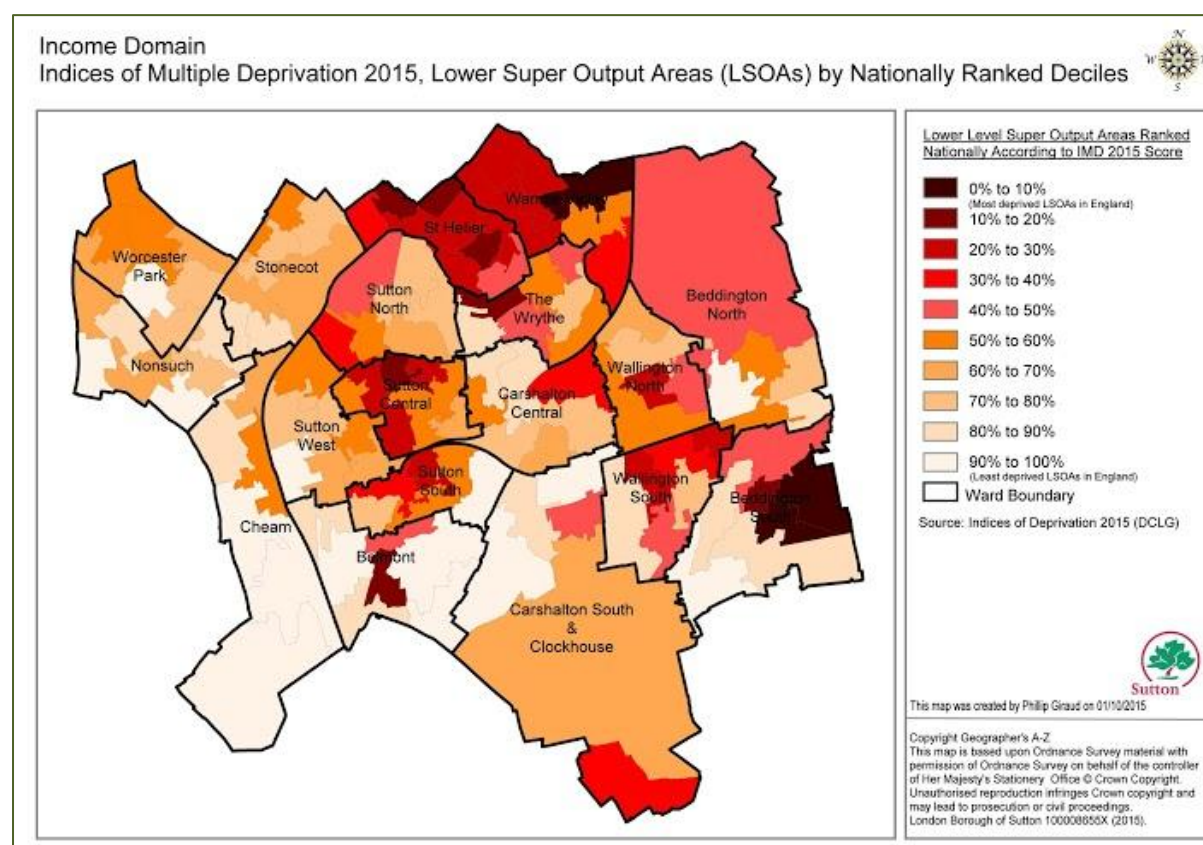 Income Domain
Indices of Multiple Deprivation 2015, Lower Super Output Areas (LSOAs) by Nationally Ranked Deciles
N
W
S
Worcester
Park
Stonecot
Nonsuch
Sutton
North
St Helier
The
Wrythe
Beddington
North
Wallington
North
Sutton
Central
Carshalton
Central
Sutton
West
Sutton
South
Wallington
South
Cheam
Belmont
Carshalton South
&
Clockhouse
Lower Level Super Output Areas Ranked
Nationally According to IMD 2015 Score
0% to 10%
(Most deprived LSOAs in England)
10% to 20%
20% to 30%
30% to 40%
40% to 50%
50% to 60%
60% to 70%
70% to 80%
80% to 90%
90% to 100%
(Least deprived LSOAs in England)
Ward Boundary
Source: Indices of Deprivation 2015 (DCLG)
Sutton
This map was created by Phillip Giraud on 01/10/2015
Copyright Geographer's A-Z
This map is based upon Ordnance Survey material with
permission of Ordnance Survey on behalf of the controller
of Her Majesty's Stationery Office © Crown Copyright.
Unauthorised reproduction infringes Crown copyright and
may lead to prosecution or civil proceedings.
London Borough of Sutton 100008655X (2015).